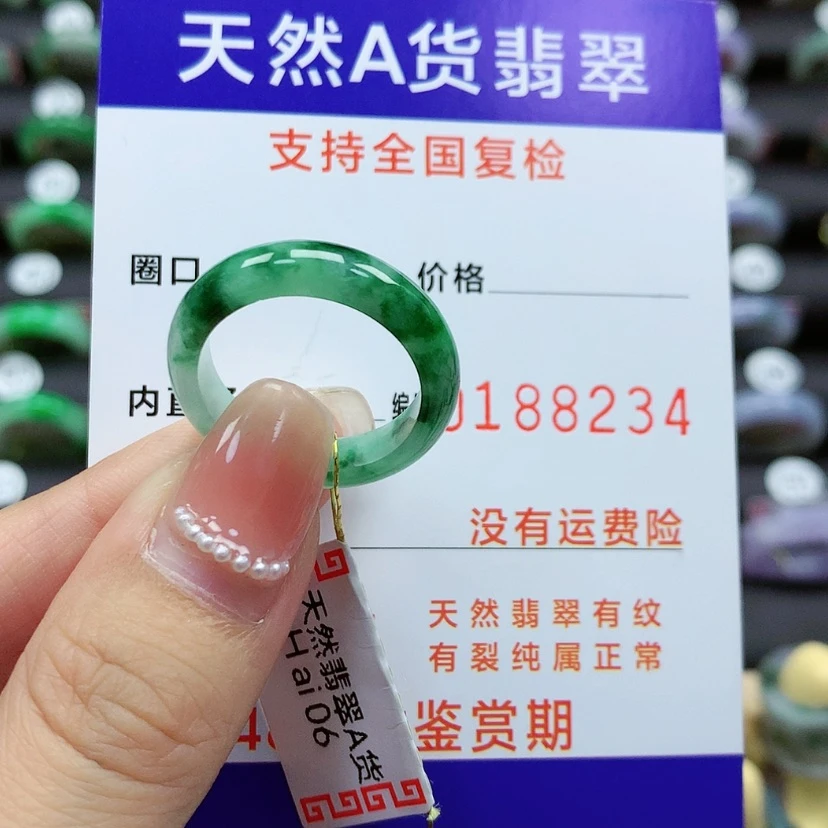 天然A货翡翠
支持全国复检
圈口
价格
内直
编
188234
没有运费险
天然翡翠有纹
有裂纯属正常
鉴赏期
天然翡翠A货
Hai06